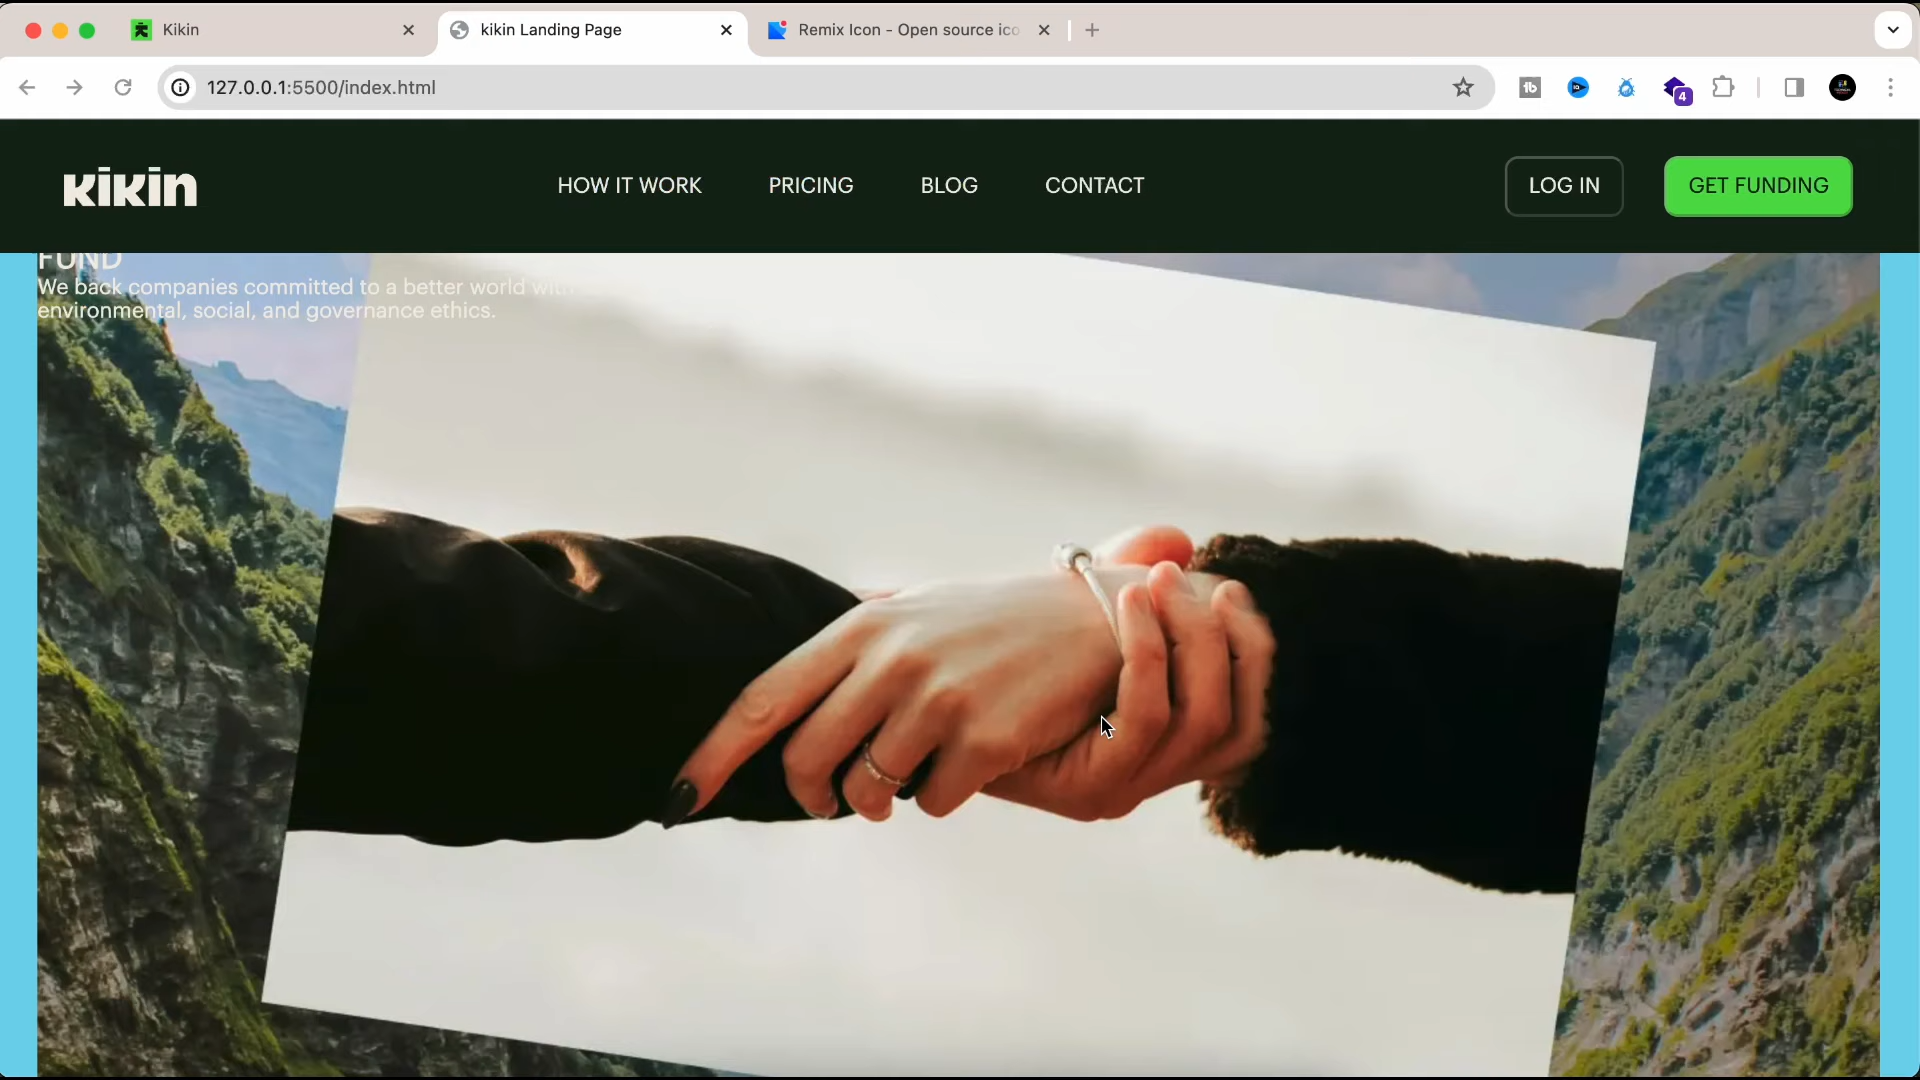 Kikin
kikin Landing Page
Remix Icon - Open source ico
127.0.0.1:5500/index.html
4
kikin
HOW IT WORK
PRICING
BLOG
CONTACT
LOG IN
GET FUNDING
FUND
We back companies committed to a better world with
environmental, social, and governance ethics.